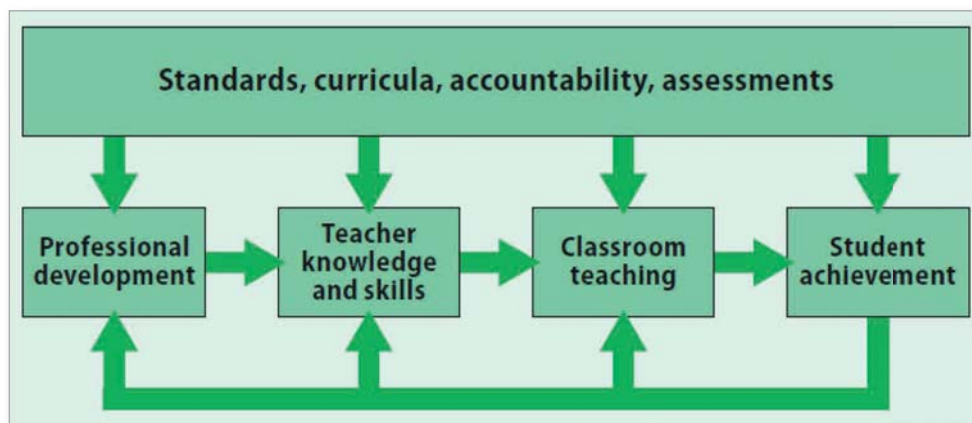 Standards, curricula, accountability, assessments
Professional
development
Teacher
knowledge
and skills
Classroom
teaching
Student
achievement